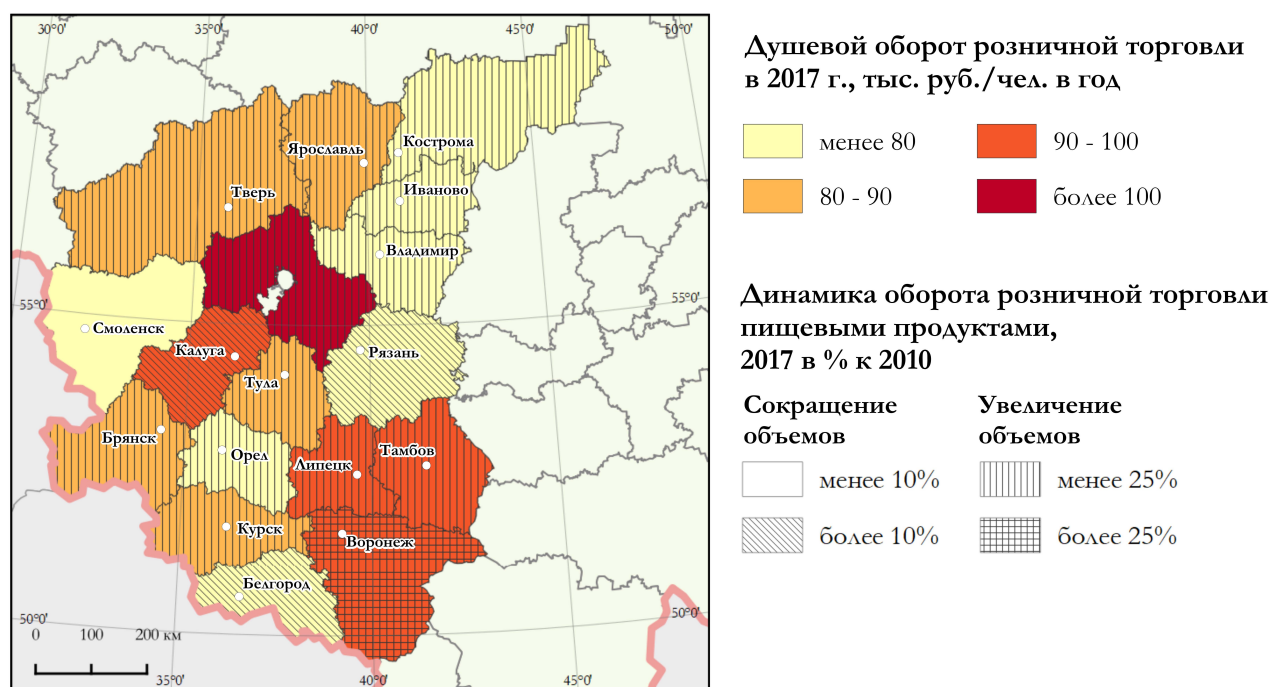 30°0'
35°0'
40°0'
45°0'
50°0'
Кострома
Ярославль
Иваново
Тверь
Владимир
55°0'
55°0'
Смоленск
Калуга
Рязань
Тула
Брянск
Орел
Липецк
Тамбов
Курск
Воронеж
Белгород
50°0'
50°0'
0 100 200 км
35°0'
40°0'
45°0'
Душевой оборот розничной торговли
в 2017 г., тыс. руб./чел. в год
менее 80
90 - 100
80 - 90
более 100
Динамика оборота розничной торговли
пищевыми продуктами,
2017 в % к 2010
Сокращение
объемов
Увеличение
объемов
менее 10%
менее 25%
более 10%
более 25%